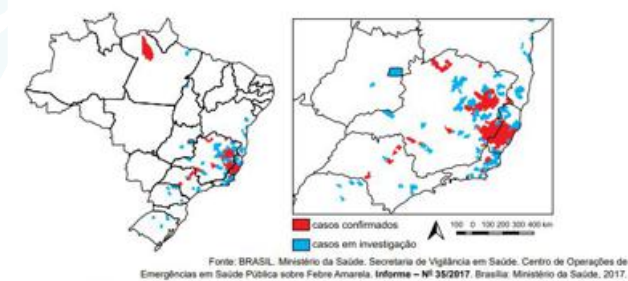 casos confirmados
casos em investigação
100 0 100 200 300 400 km
Fonte: BRASIL. Ministério da Saúde. Secretaria de Vigilância em Saúde. Centro de Operações de
Emergências em Saúde Pública sobre Febre Amarela. Informe – Nº 35/2017. Brasília: Ministério da Saúde, 2017.